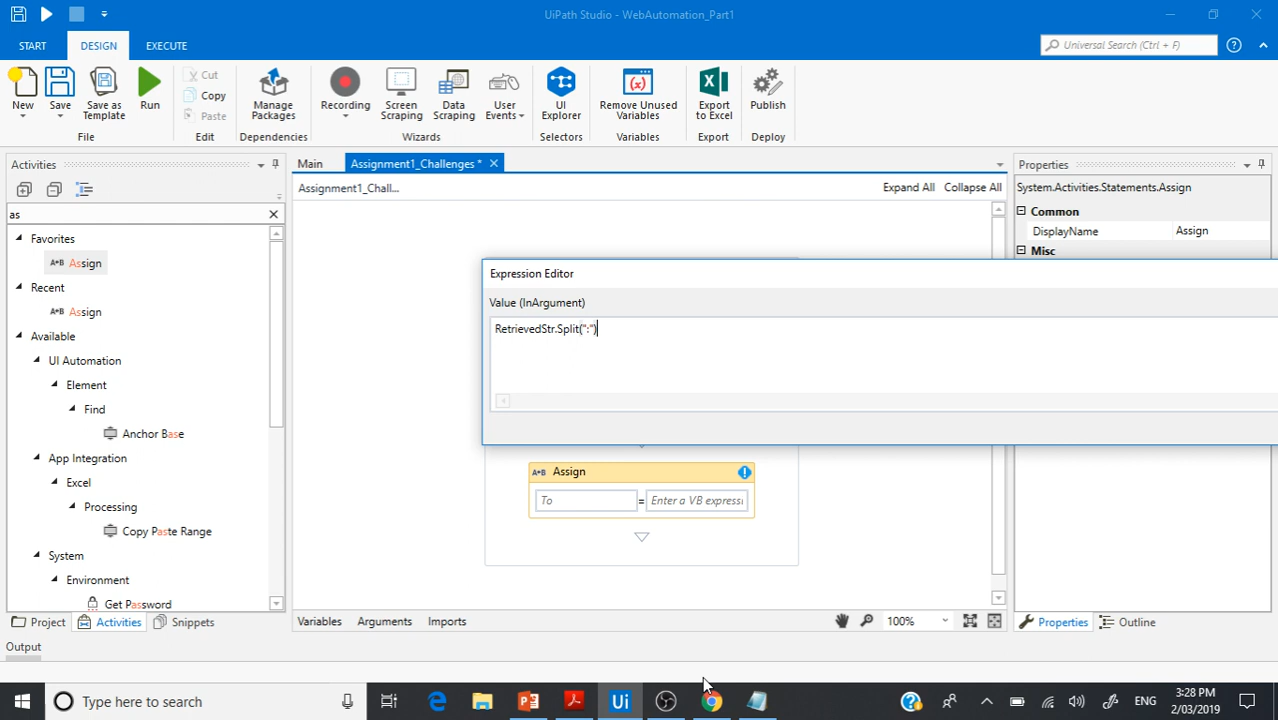 UiPath Studio - WebAutomation_Part1
START
DESIGN
EXECUTE
Universal Search (Ctrl + F)
New
Save
Save as
Template
Run
Cut
Copy
Paste
Manage
Packages
Recording
Screen
Scraping
Data
Scraping
User
Events
UI
Explorer
Remove Unused
Variables
Export
to Excel
Publish
File
Edit
Dependencies
Wizards
Selectors
Variables
Export
Deploy
Activities
Main
Assignment1_Challenges *
Properties
Assignment1_Chall...
Expand All
Collapse All
System.Activities.Statements.Assign
as
Common
DisplayName
Assign
Misc
Favorites
Assign
Recent
Assign
Available
UI Automation
Element
Find
Anchor Base
App Integration
Excel
Processing
Copy Paste Range
System
Environment
Get Password
Expression Editor
Value (InArgument)
RetrievedStr.Split(":")
A+B Assign
To
=
Enter a VB expressi
Project
Activities
Snippets
Variables
Arguments
Imports
100%
Properties
Outline
Output
Type here to search
Ui
ENG
3:28 PM
2/03/2019